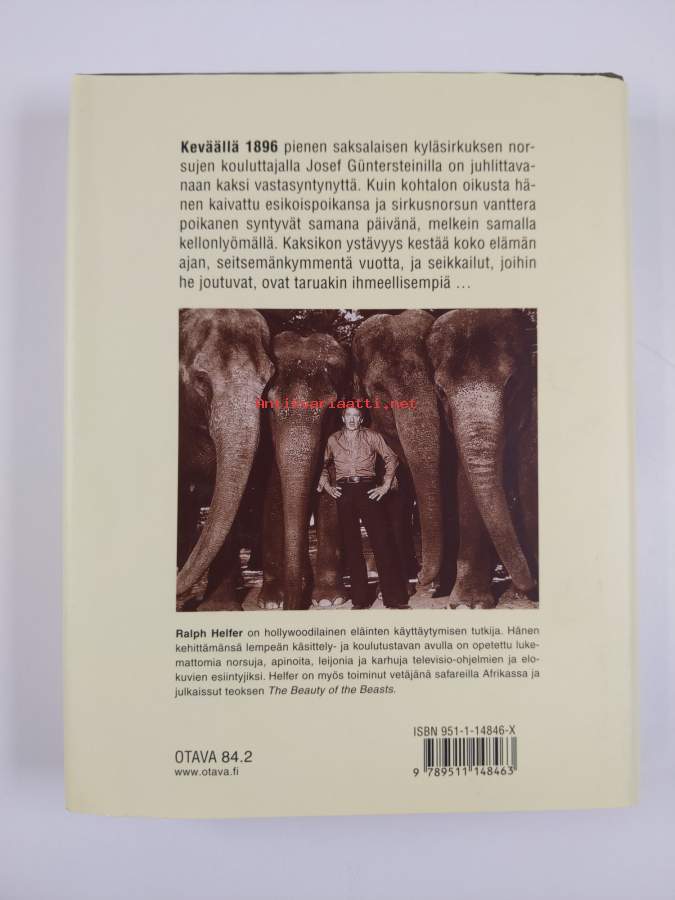 Keväällä 1896 pienen saksalaisen kyläsirkuksen nor-
sujen kouluttajalla Josef Güntersteinilla on juhlittava-
naan kaksi vastasyntynyttä. Kuin kohtalon oikusta hä-
nen kaivattu esikoispoikansa ja sirkusnorsun vanttera
poikanen syntyvät samana päivänä, melkein samalla
kellonlyömällä. Kaksikon ystävyys kestää koko elämän
ajan, seitsemänkymmentä vuotta, ja seikkailut, joihin
he joutuvat, ovat taruakin ihmeellisempiä ...
Antikvariaatti.net
Ralph Helfer on hollywoodilainen eläinten käyttäytymisen tutkija. Hänen
kehittämänsä lempeän käsittely- ja koulutustavan avulla on opetettu luke-
mattomia norsuja, apinoita, leijonia ja karhuja televisio-ohjelmien ja elo-
kuvien esiintyjiksi. Helfer on myös toiminut vetäjänä safareilla Afrikassa ja
julkaissut teoksen The Beauty of the Beasts.
ISBN 951-1-14846-X
OTAVA 84.2
www.otava.fi
9 789511 148463